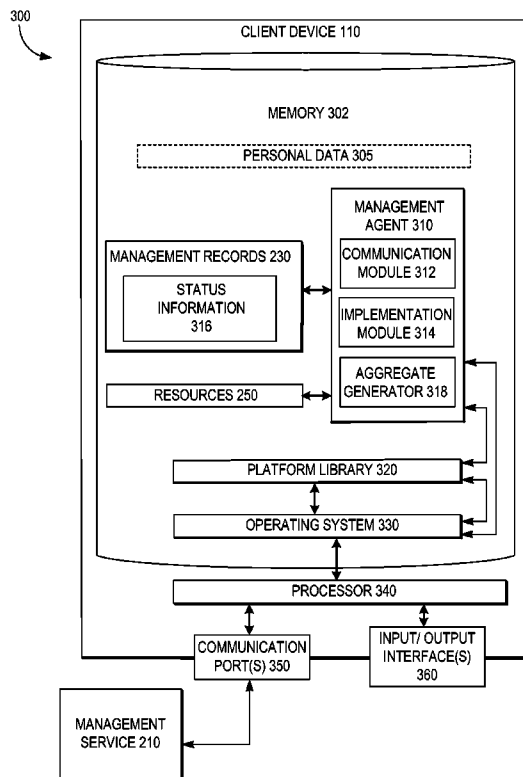 300
CLIENT DEVICE 110
MEMORY 302
PERSONAL DATA 305
MANAGEMENT
AGENT 310
COMMUNICATION
MODULE 312
IMPLEMENTATION
MODULE 314
AGGREGATE
GENERATOR 318
MANAGEMENT RECORDS 230
STATUS
INFORMATION
316
RESOURCES 250
PLATFORM LIBRARY 320
OPERATING SYSTEM 330
PROCESSOR 340
COMMUNICATION
PORT(S) 350
INPUT/ OUTPUT
INTERFACE(S)
360
MANAGEMENT
SERVICE 210